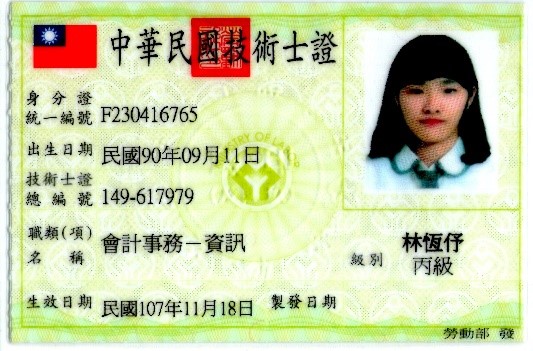 中華民國技術士證
身分證
統一編號 F230416765
出生日期 民國90年09月11日
技術士證
總編號 149-617979
職類(項)
名稱 會計事務－資訊
林恆伃
級別 丙級
生效日期 民國107年11月18日 製發日期
勞動部 發